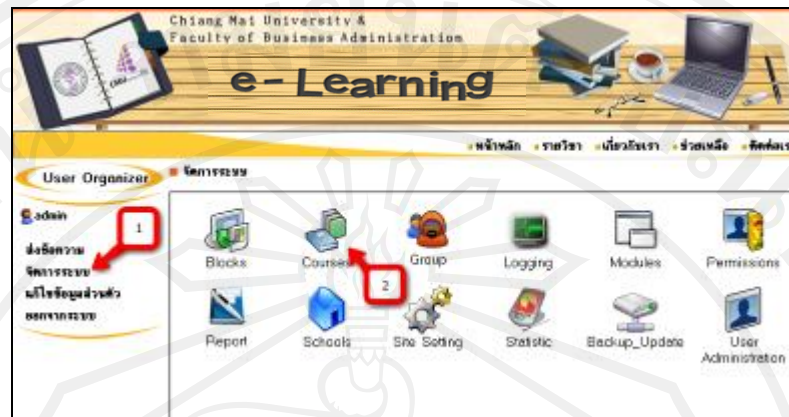 Chiang Mai University &
Faculty of Business Administration
e-Learning
หน้าหลัก รายวิชา เกี่ยวกับเรา ช่วยเหลือ ติดต่อเรา
User Organizer
จัดการระบบ
admin
1
ส่งข้อความ
จัดการระบบ
แก้ไขข้อมูลส่วนตัว
ออกจากระบบ
Blocks Courses Group Logging Modules Permissions
2
Report Schools Site Setting Statistic Backup_Update User Administration